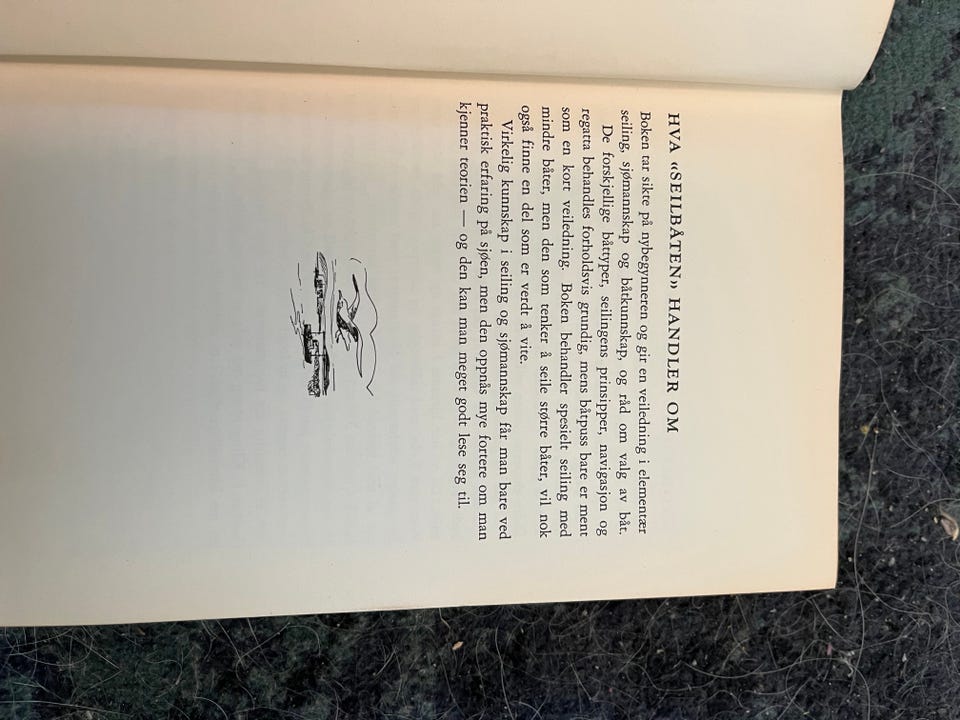 HVA «SEILBÅTEN» HANDLER OM
Boken tar sikte på nybegynneren og gir en veiledning i elementær
seiling, sjømannskap og båtkunnskap, og råd om valg av båt.
De forskjellige båttyper, seilingens prinsipper, navigasjon og
regatta behandles forholdsvis grundig, mens båtpuss bare er ment
som en kort veiledning. Boken behandler spesielt seiling med
mindre båter, men den som tenker å seile større båter, vil nok
også finne en del som er verdt å vite.
Virkelig kunnskap i seiling og sjømannskap får man bare ved
praktisk erfaring på sjøen, men den oppnås mye fortere om man
kjenner teorien — og den kan man meget godt lese seg til.